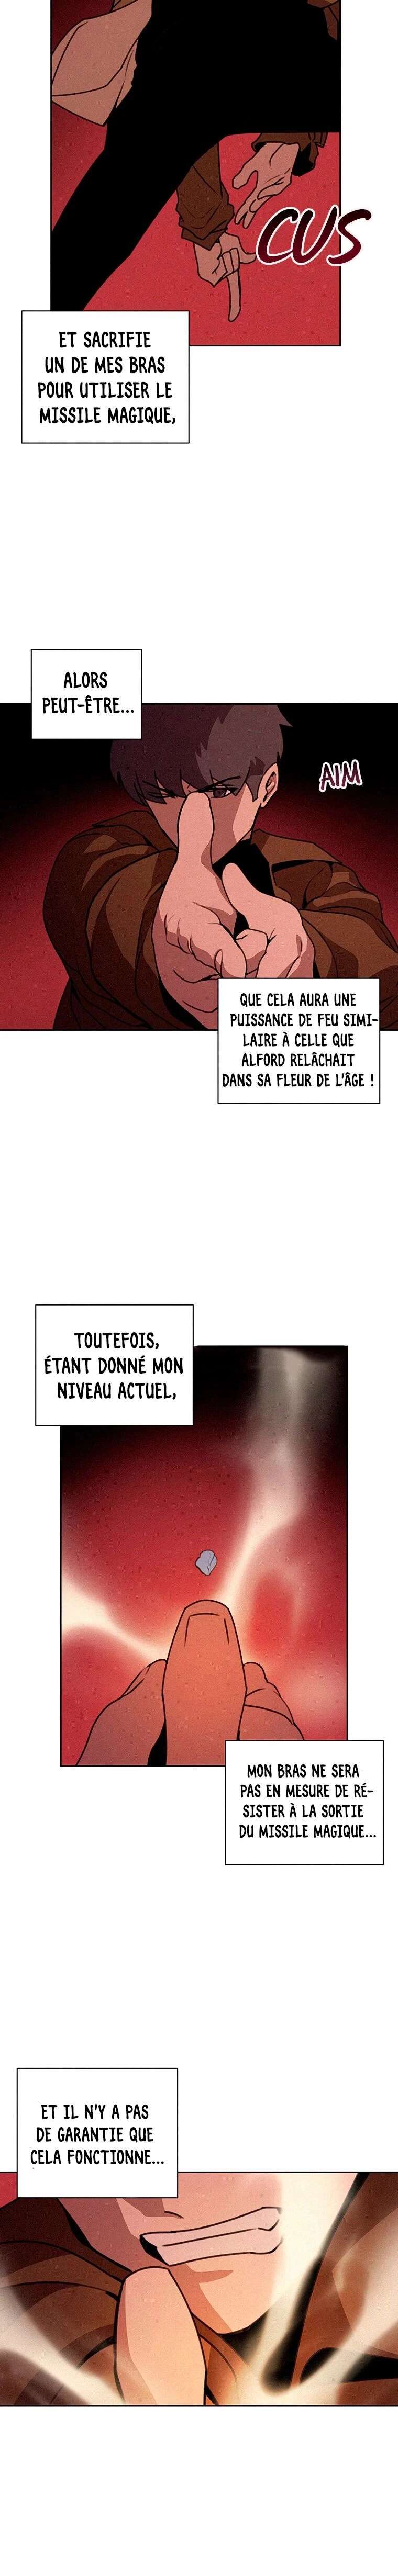 CUS
ET SACRIFIE
UN DE MES BRAS
POUR UTILISER LE
MISSILE MAGIQUE,
ALORS
PEUT-ÊTRE...
AIM
QUE CELA AURA UNE
PUISSANCE DE FEU SIMI-
LAIRE À CELLE QUE
ALFORD RELÂCHAIT
DANS SA FLEUR DE L'ÂGE !
TOUTEFOIS,
ÉTANT DONNÉ MON
NIVEAU ACTUEL,
MON BRAS NE SERA
PAS EN MESURE DE RÉ-
SISTER À LA SORTIE
DU MISSILE MAGIQUE...
ET IL N'Y A PAS
DE GARANTIE QUE
CELA FONCTIONNE...